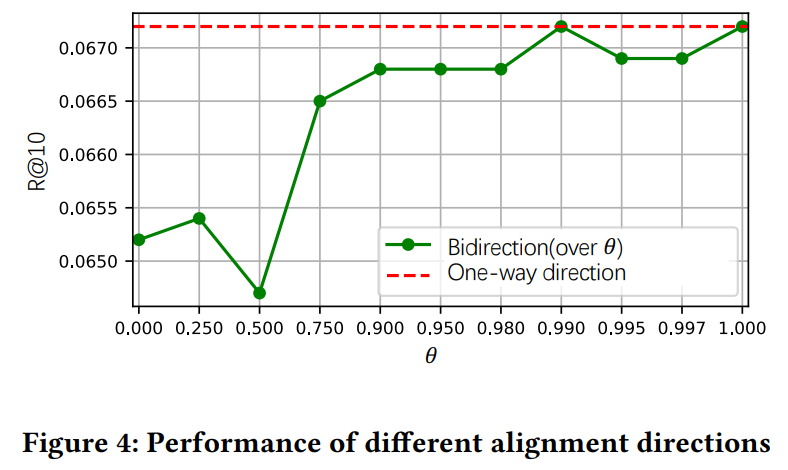 0.0670
0.0665
0.0660
0.0655
0.0650
R@10
Bidirection(over θ)
One-way direction
0.000 0.250 0.500 0.750 0.900 0.950 0.980 0.990 0.995 0.997 1.000
θ
Figure 4: Performance of different alignment directions